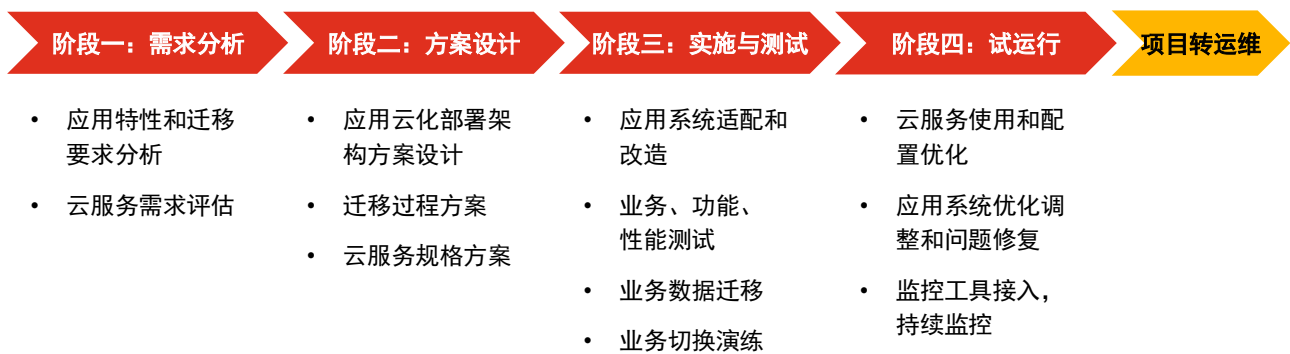 阶段一：需求分析
阶段二：方案设计
阶段三：实施与测试
阶段四：试运行
项目转运维
• 应用特性和迁移
要求分析
• 云服务需求评估
• 应用云化部署架
构方案设计
• 迁移过程方案
• 云服务规格方案
• 应用系统适配和
改造
• 业务、功能、
性能测试
• 业务数据迁移
• 业务切换演练
• 云服务使用和配
置优化
• 应用系统优化调
整和问题修复
• 监控工具接入，
持续监控